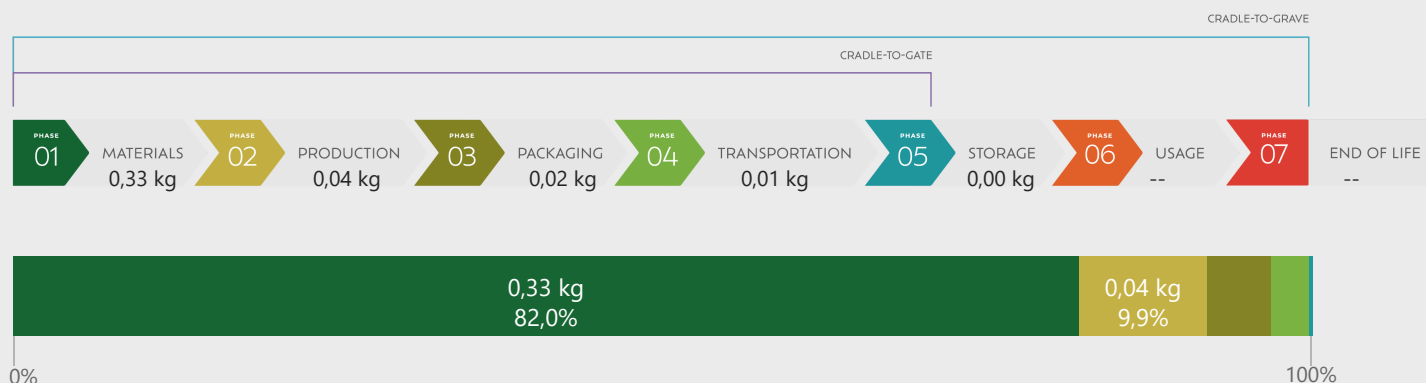 CRADLE-TO-GRAVE
CRADLE-TO-GATE
PHASE
01
MATERIALS
0,33 kg
PHASE
02
PRODUCTION
0,04 kg
PHASE
03
PACKAGING
0,02 kg
PHASE
04
TRANSPORTATION
0,01 kg
PHASE
05
STORAGE
0,00 kg
PHASE
06
USAGE
--
PHASE
07
END OF LIFE
--
0,33 kg
82,0%
0,04 kg
9,9%
0%
100%